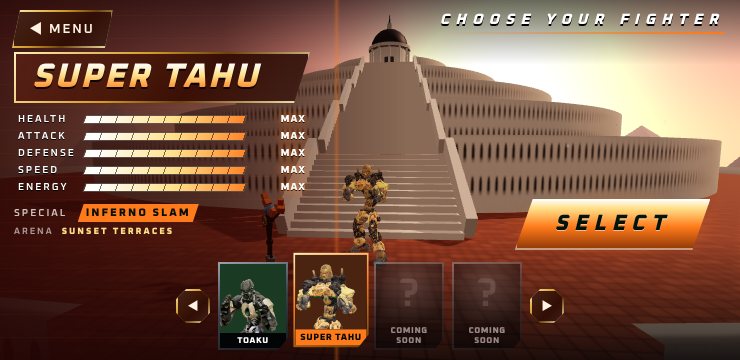 MENU
CHOOSE YOUR FIGHTER
SUPER TAHU
HEALTH MAX
ATTACK MAX
DEFENSE MAX
SPEED MAX
ENERGY MAX
SPECIAL INFERNO SLAM
ARENA SUNSET TERRACES
SELECT
TOAKU
SUPER TAHU
?
COMING
SOON
?
COMING
SOON